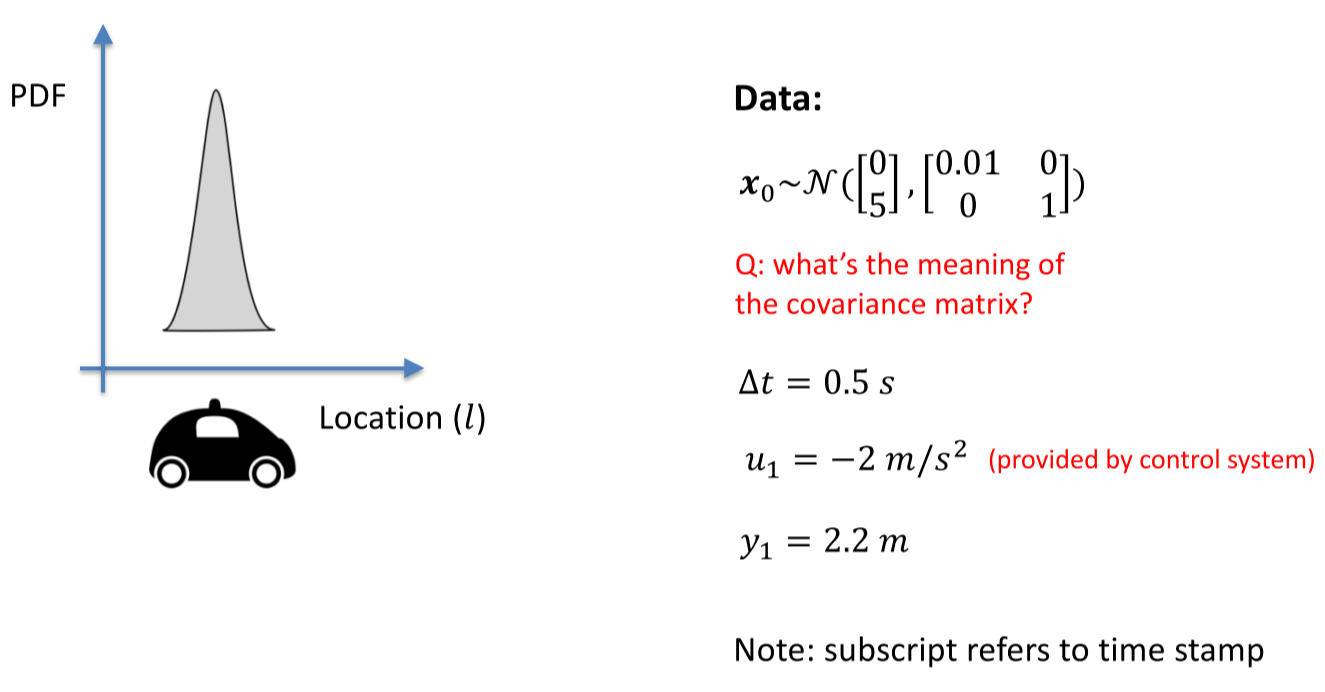 PDF
Location (l)
Data:
x₀~𝒩([0 5], [0.01 0 0 1])
Q: what's the meaning of
the covariance matrix?
Δt = 0.5 s
u₁ = −2 m/s² (provided by control system)
y₁ = 2.2 m
Note: subscript refers to time stamp